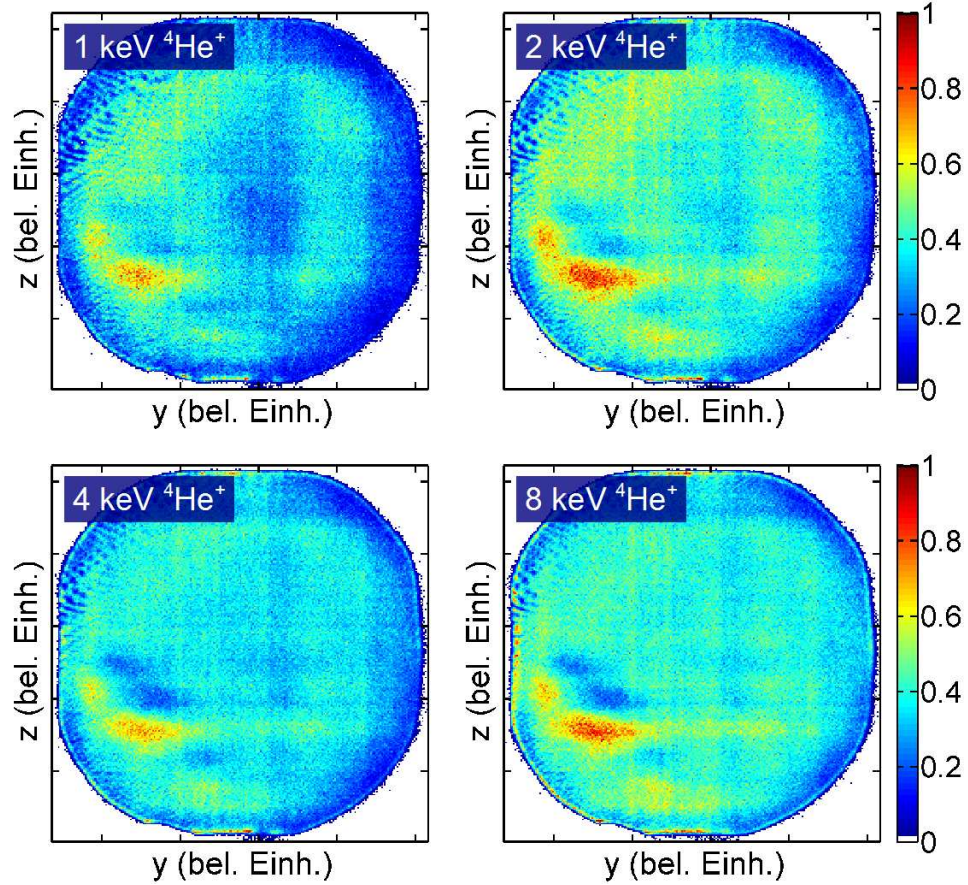 1 keV ⁴He⁺
2 keV ⁴He⁺
z (bel. Einh.)
z (bel. Einh.)
y (bel. Einh.)
y (bel. Einh.)
1
0.8
0.6
0.4
0.2
0
4 keV ⁴He⁺
8 keV ⁴He⁺
z (bel. Einh.)
z (bel. Einh.)
y (bel. Einh.)
y (bel. Einh.)
1
0.8
0.6
0.4
0.2
0